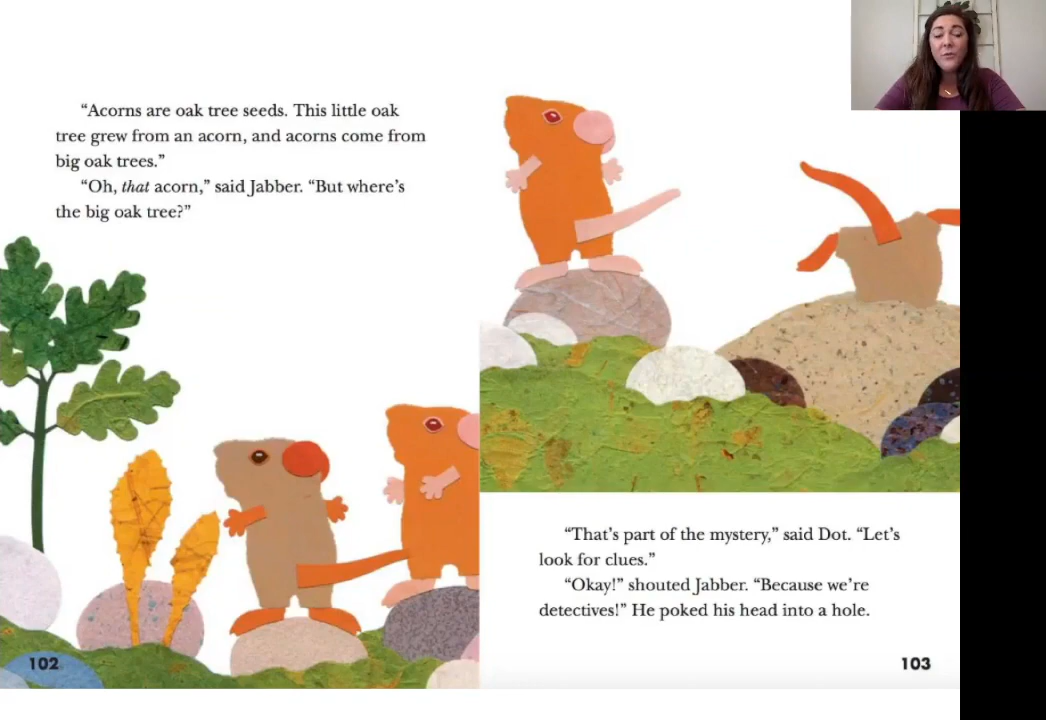 “Acorns are oak tree seeds. This little oak
tree grew from an acorn, and acorns come from
big oak trees.”
“Oh, that acorn,” said Jabber. “But where’s
the big oak tree?”
102
“That’s part of the mystery,” said Dot. “Let’s
look for clues.”
“Okay!” shouted Jabber. “Because we’re
detectives!” He poked his head into a hole.
103